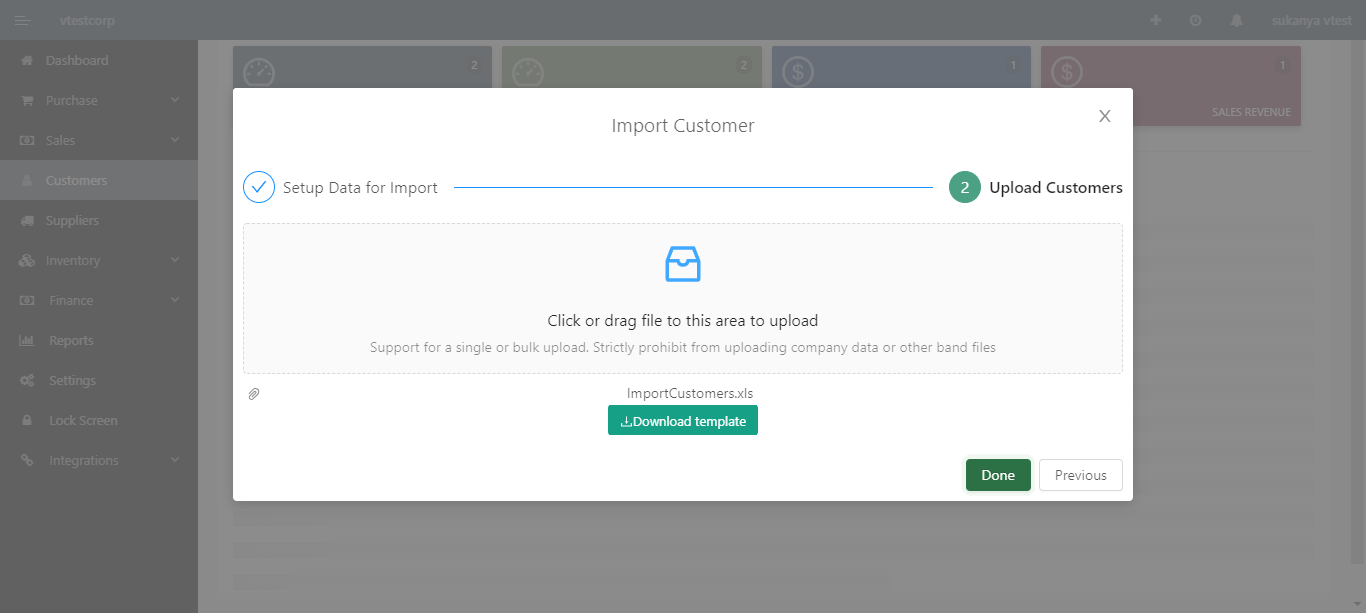 vtestcorp
sukanya vtest
Dashboard
Purchase
Sales
Customers
Suppliers
Inventory
Finance
Reports
Settings
Lock Screen
Integrations
2
2
1
1
SALES REVENUE
Import Customer
X
Setup Data for Import
2 Upload Customers
Click or drag file to this area to upload
Support for a single or bulk upload. Strictly prohibit from uploading company data or other band files
ImportCustomers.xls
Download template
Done
Previous